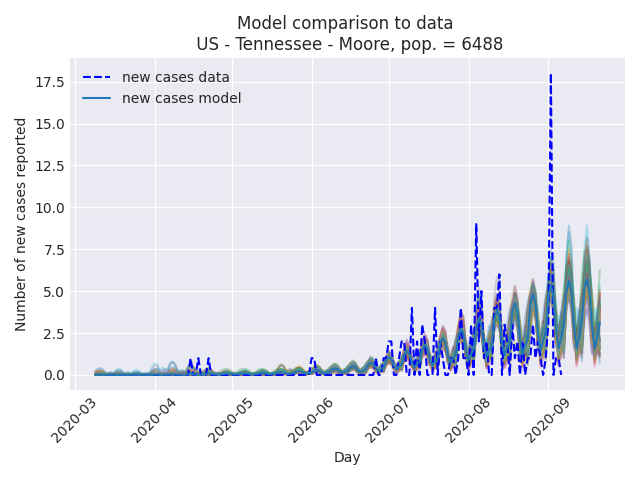 Model comparison to data
US - Tennessee - Moore, pop. = 6488
new cases data
new cases model
Number of new cases reported
17.5
15.0
12.5
10.0
7.5
5.0
2.5
0.0
2020-03
2020-04
2020-05
2020-06
2020-07
2020-08
2020-09
Day